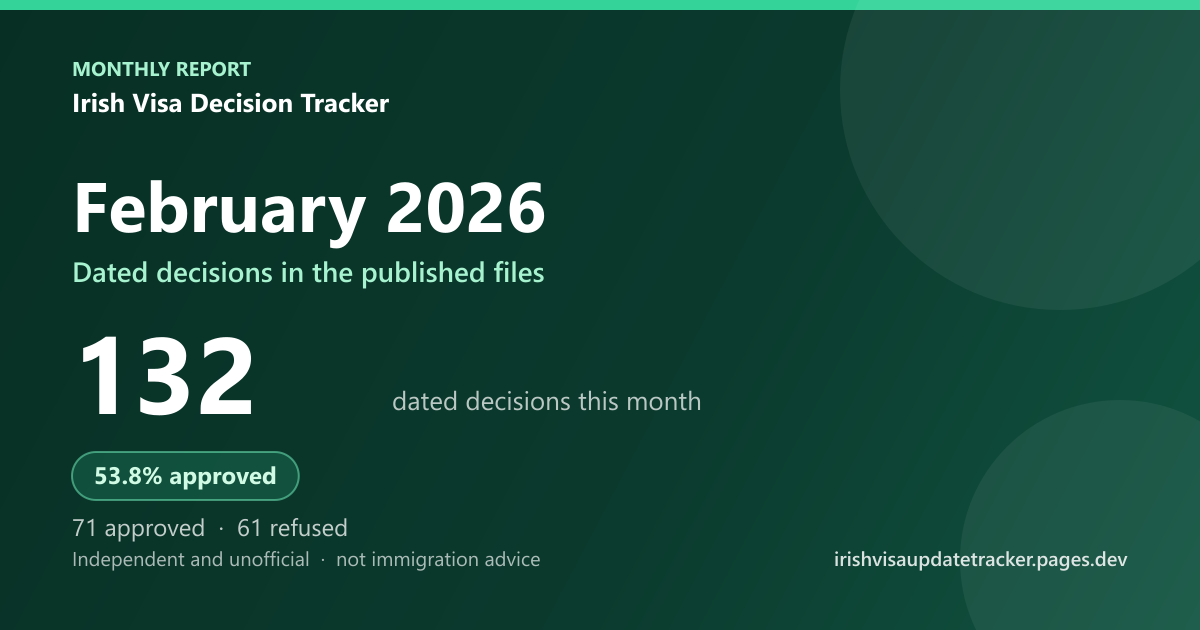 MONTHLY REPORT
Irish Visa Decision Tracker
February 2026
Dated decisions in the published files
132
dated decisions this month
53.8% approved
71 approved · 61 refused
Independent and unofficial · not immigration advice
irishvisaupdatetracker.pages.dev